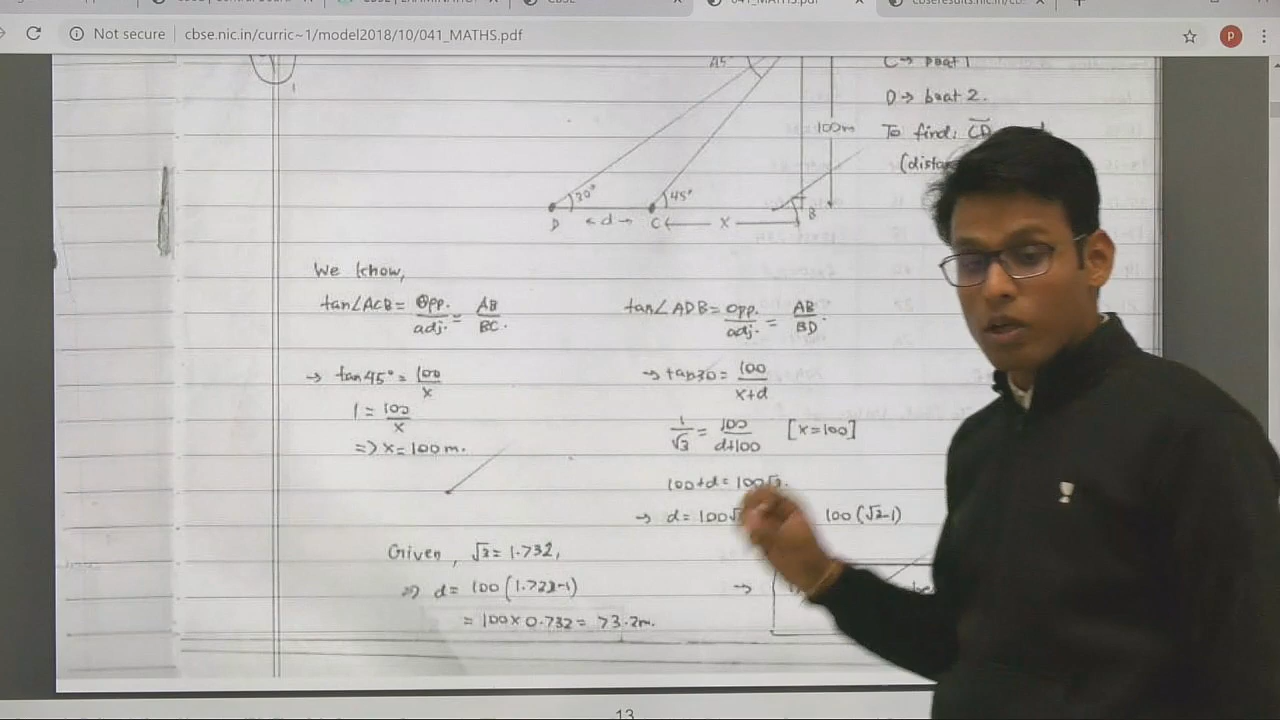 041_MATHS.pdf
Not secure | cbse.nic.in/curric~1/model2018/10/041_MATHS.pdf
P
C→ boat 1
45°
D→ boat 2.
100m
To find: CD
(distan
30°
45°
D
←d→
C←
x
B
We know,
tan∠ACB= Opp./adj. = AB/BC.
tan∠ADB= Opp./adj. = AB/BD.
→ tan45°= 100/x
→ tan30= 100/x+d
1= 100/x
1/√3 = 100/d+100 [x=100]
=> x=100m.
100+d=100√3.
→ d=100√
100(√3-1)
Given, √3=1.732,
=> d= 100(1.732-1)
→
= 100×0.732= 73.2m.
13